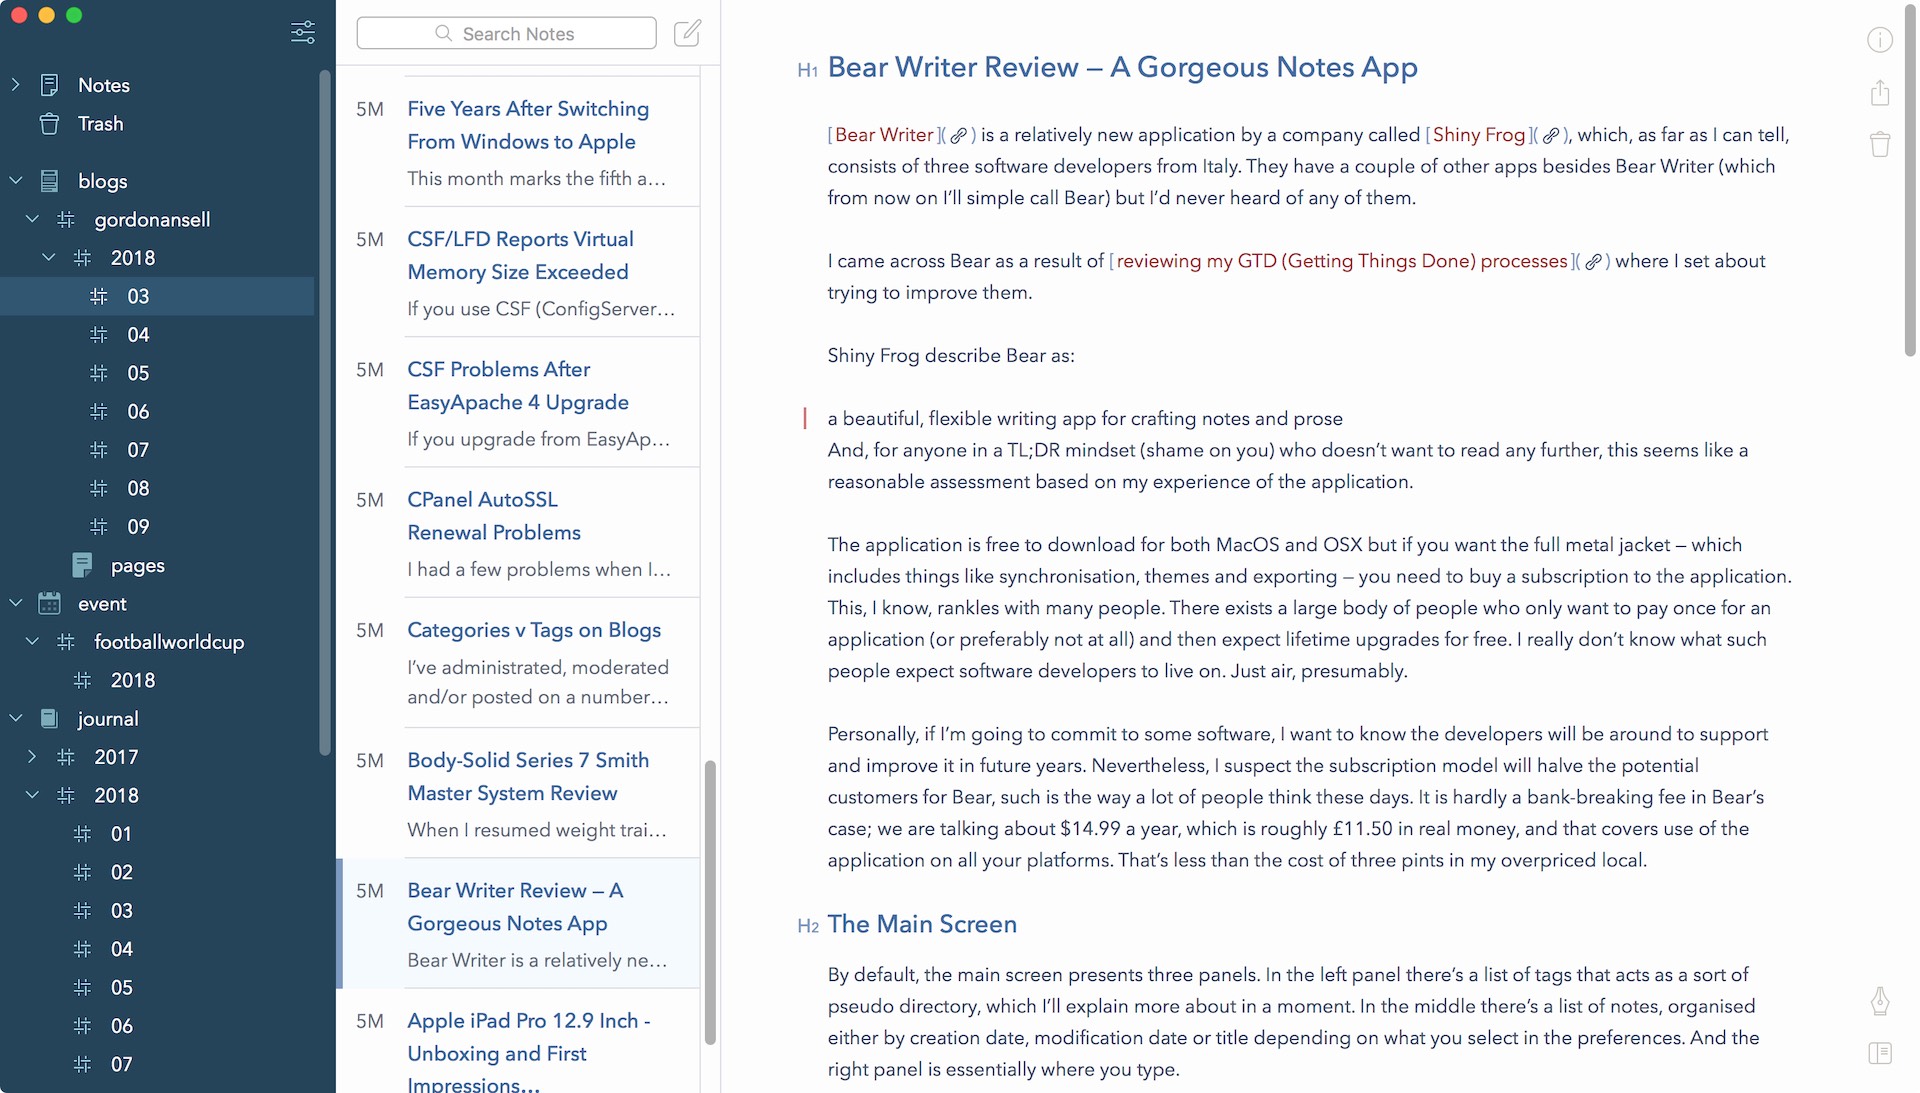 Notes
Trash
blogs
gordonansell
2018
03
04
05
06
07
08
09
pages
event
footballworldcup
2018
journal
2017
2018
01
02
03
04
05
06
07
Search Notes
5M
Five Years After Switching
From Windows to Apple
This month marks the fifth a…
5M
CSF/LFD Reports Virtual
Memory Size Exceeded
If you use CSF (ConfigServer…
5M
CSF Problems After
EasyApache 4 Upgrade
If you upgrade from EasyAp…
5M
CPanel AutoSSL
Renewal Problems
I had a few problems when I…
5M
Categories v Tags on Blogs
I’ve administrated, moderated
and/or posted on a number…
5M
Body-Solid Series 7 Smith
Master System Review
When I resumed weight trai…
5M
Bear Writer Review – A
Gorgeous Notes App
Bear Writer is a relatively ne…
5M
Apple iPad Pro 12.9 Inch -
Unboxing and First
Impressions…
H1 Bear Writer Review – A Gorgeous Notes App
[Bear Writer]() is a relatively new application by a company called [Shiny Frog](), which, as far as I can tell,
consists of three software developers from Italy. They have a couple of other apps besides Bear Writer (which
from now on I’ll simple call Bear) but I’d never heard of any of them.
I came across Bear as a result of [reviewing my GTD (Getting Things Done) processes]() where I set about
trying to improve them.
Shiny Frog describe Bear as:
a beautiful, flexible writing app for crafting notes and prose
And, for anyone in a TL;DR mindset (shame on you) who doesn’t want to read any further, this seems like a
reasonable assessment based on my experience of the application.
The application is free to download for both MacOS and OSX but if you want the full metal jacket – which
includes things like synchronisation, themes and exporting – you need to buy a subscription to the application.
This, I know, rankles with many people. There exists a large body of people who only want to pay once for an
application (or preferably not at all) and then expect lifetime upgrades for free. I really don’t know what such
people expect software developers to live on. Just air, presumably.
Personally, if I’m going to commit to some software, I want to know the developers will be around to support
and improve it in future years. Nevertheless, I suspect the subscription model will halve the potential
customers for Bear, such is the way a lot of people think these days. It is hardly a bank-breaking fee in Bear’s
case; we are talking about $14.99 a year, which is roughly £11.50 in real money, and that covers use of the
application on all your platforms. That’s less than the cost of three pints in my overpriced local.
H2 The Main Screen
By default, the main screen presents three panels. In the left panel there’s a list of tags that acts as a sort of
pseudo directory, which I’ll explain more about in a moment. In the middle there’s a list of notes, organised
either by creation date, modification date or title depending on what you select in the preferences. And the
right panel is essentially where you type.